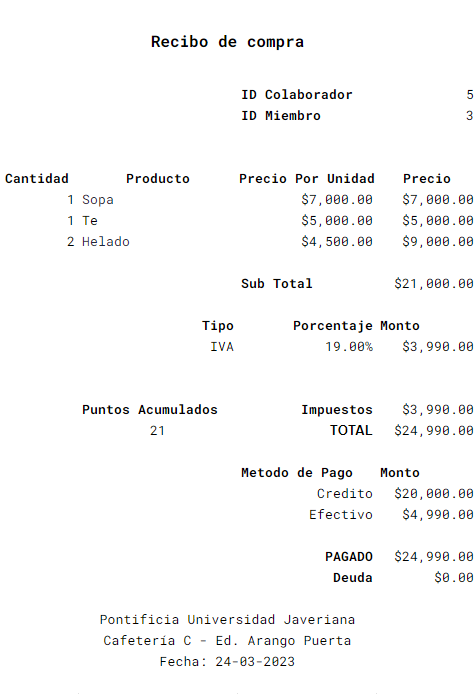 Recibo de compra
ID Colaborador 5
ID Miembro 3
Cantidad Producto Precio Por Unidad Precio
1 Sopa $7,000.00 $7,000.00
1 Te $5,000.00 $5,000.00
2 Helado $4,500.00 $9,000.00
Sub Total $21,000.00
Tipo Porcentaje Monto
IVA 19.00% $3,990.00
Puntos Acumulados Impuestos $3,990.00
21 TOTAL $24,990.00
Metodo de Pago Monto
Credito $20,000.00
Efectivo $4,990.00
PAGADO $24,990.00
Deuda $0.00
Pontificia Universidad Javeriana
Cafetería C - Ed. Arango Puerta
Fecha: 24-03-2023